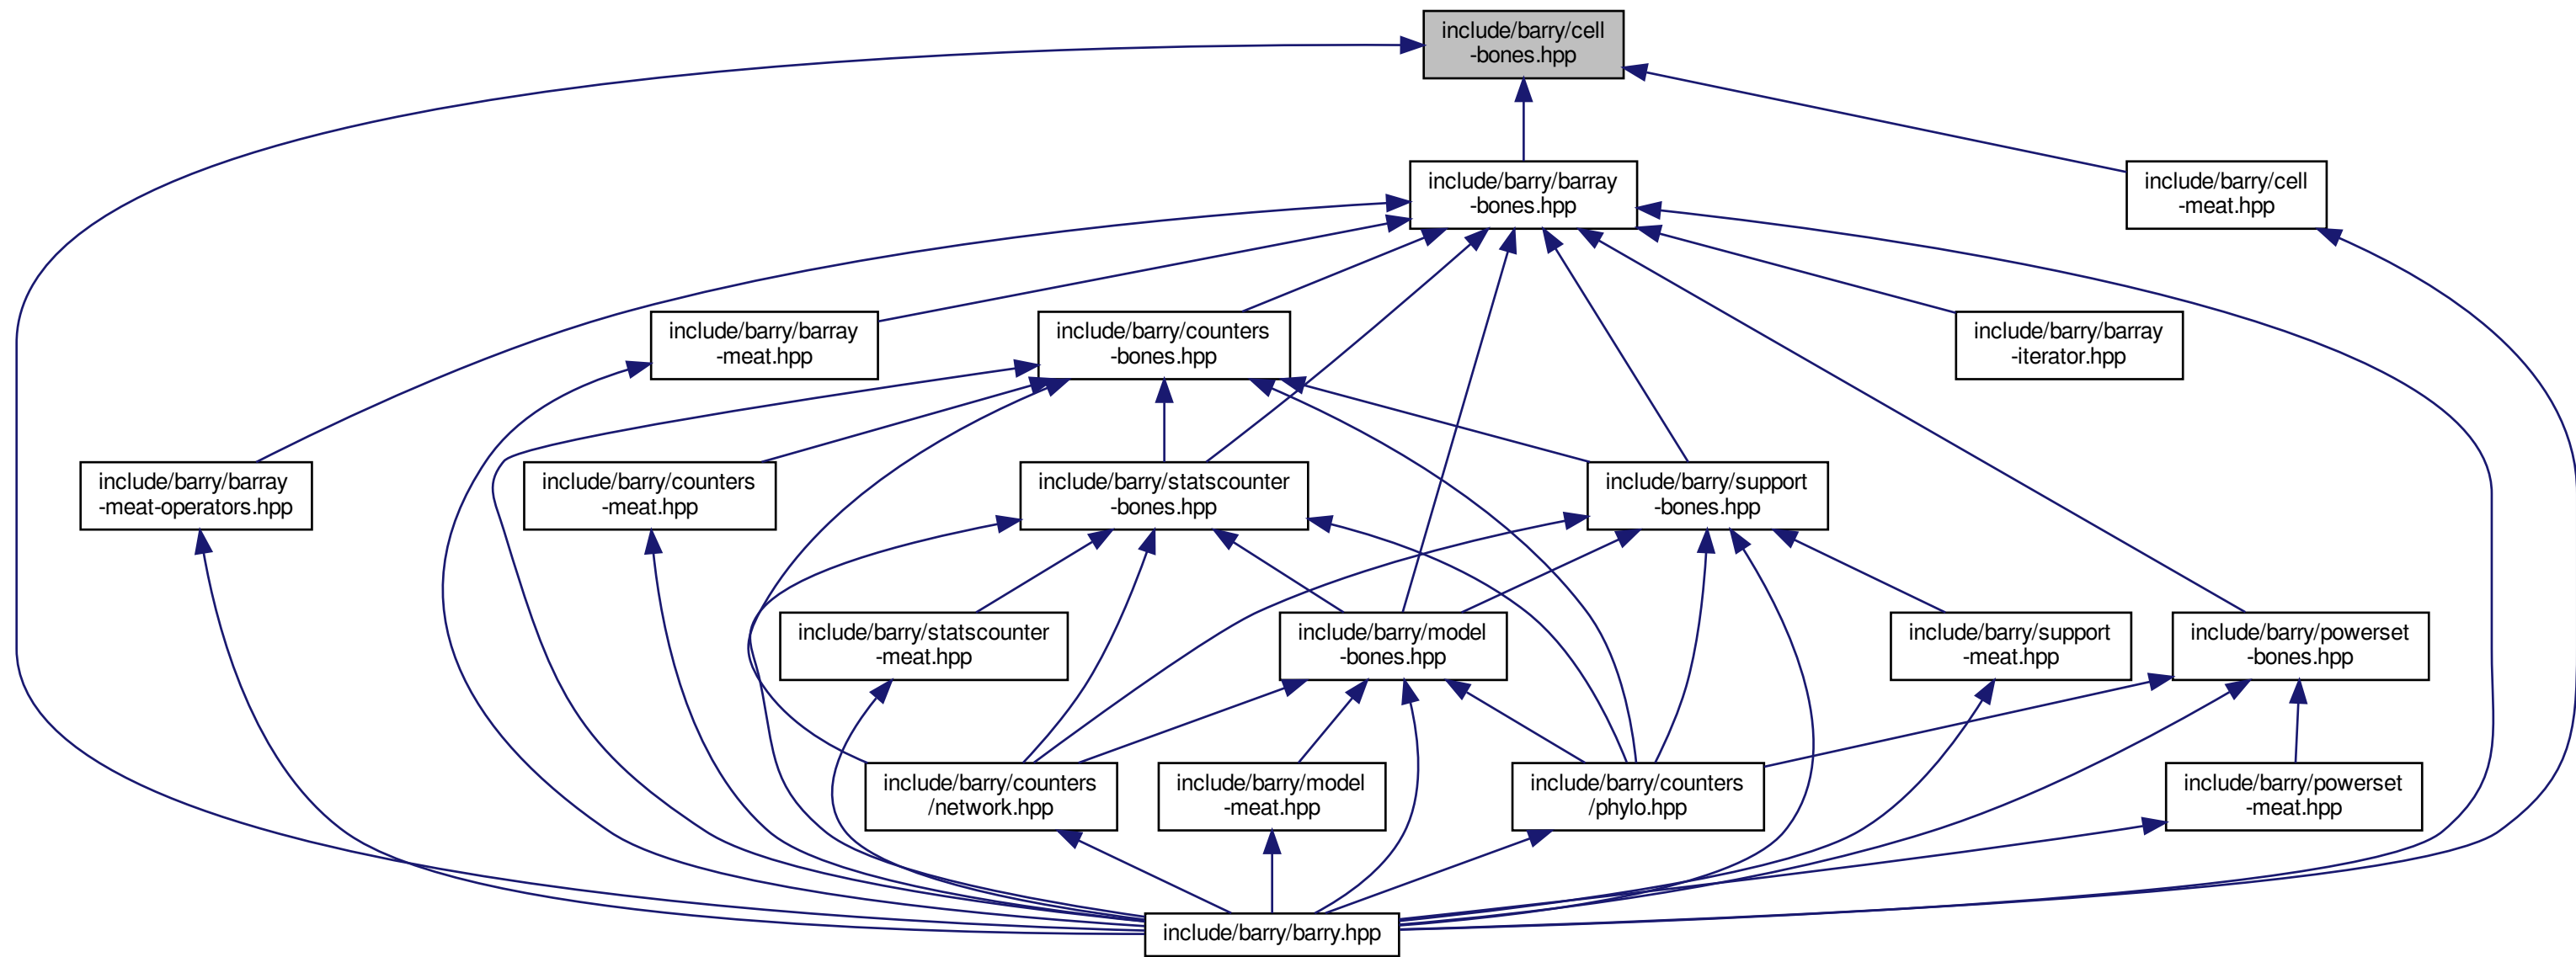 include/barry/cell
-bones.hpp
include/barry/barray
-bones.hpp
include/barry/cell
-meat.hpp
include/barry/barray
-meat.hpp
include/barry/counters
-bones.hpp
include/barry/barray
-iterator.hpp
include/barry/barray
-meat-operators.hpp
include/barry/counters
-meat.hpp
include/barry/statscounter
-bones.hpp
include/barry/support
-bones.hpp
include/barry/statscounter
-meat.hpp
include/barry/model
-bones.hpp
include/barry/support
-meat.hpp
include/barry/powerset
-bones.hpp
include/barry/counters
/network.hpp
include/barry/model
-meat.hpp
include/barry/counters
/phylo.hpp
include/barry/powerset
-meat.hpp
include/barry/barry.hpp